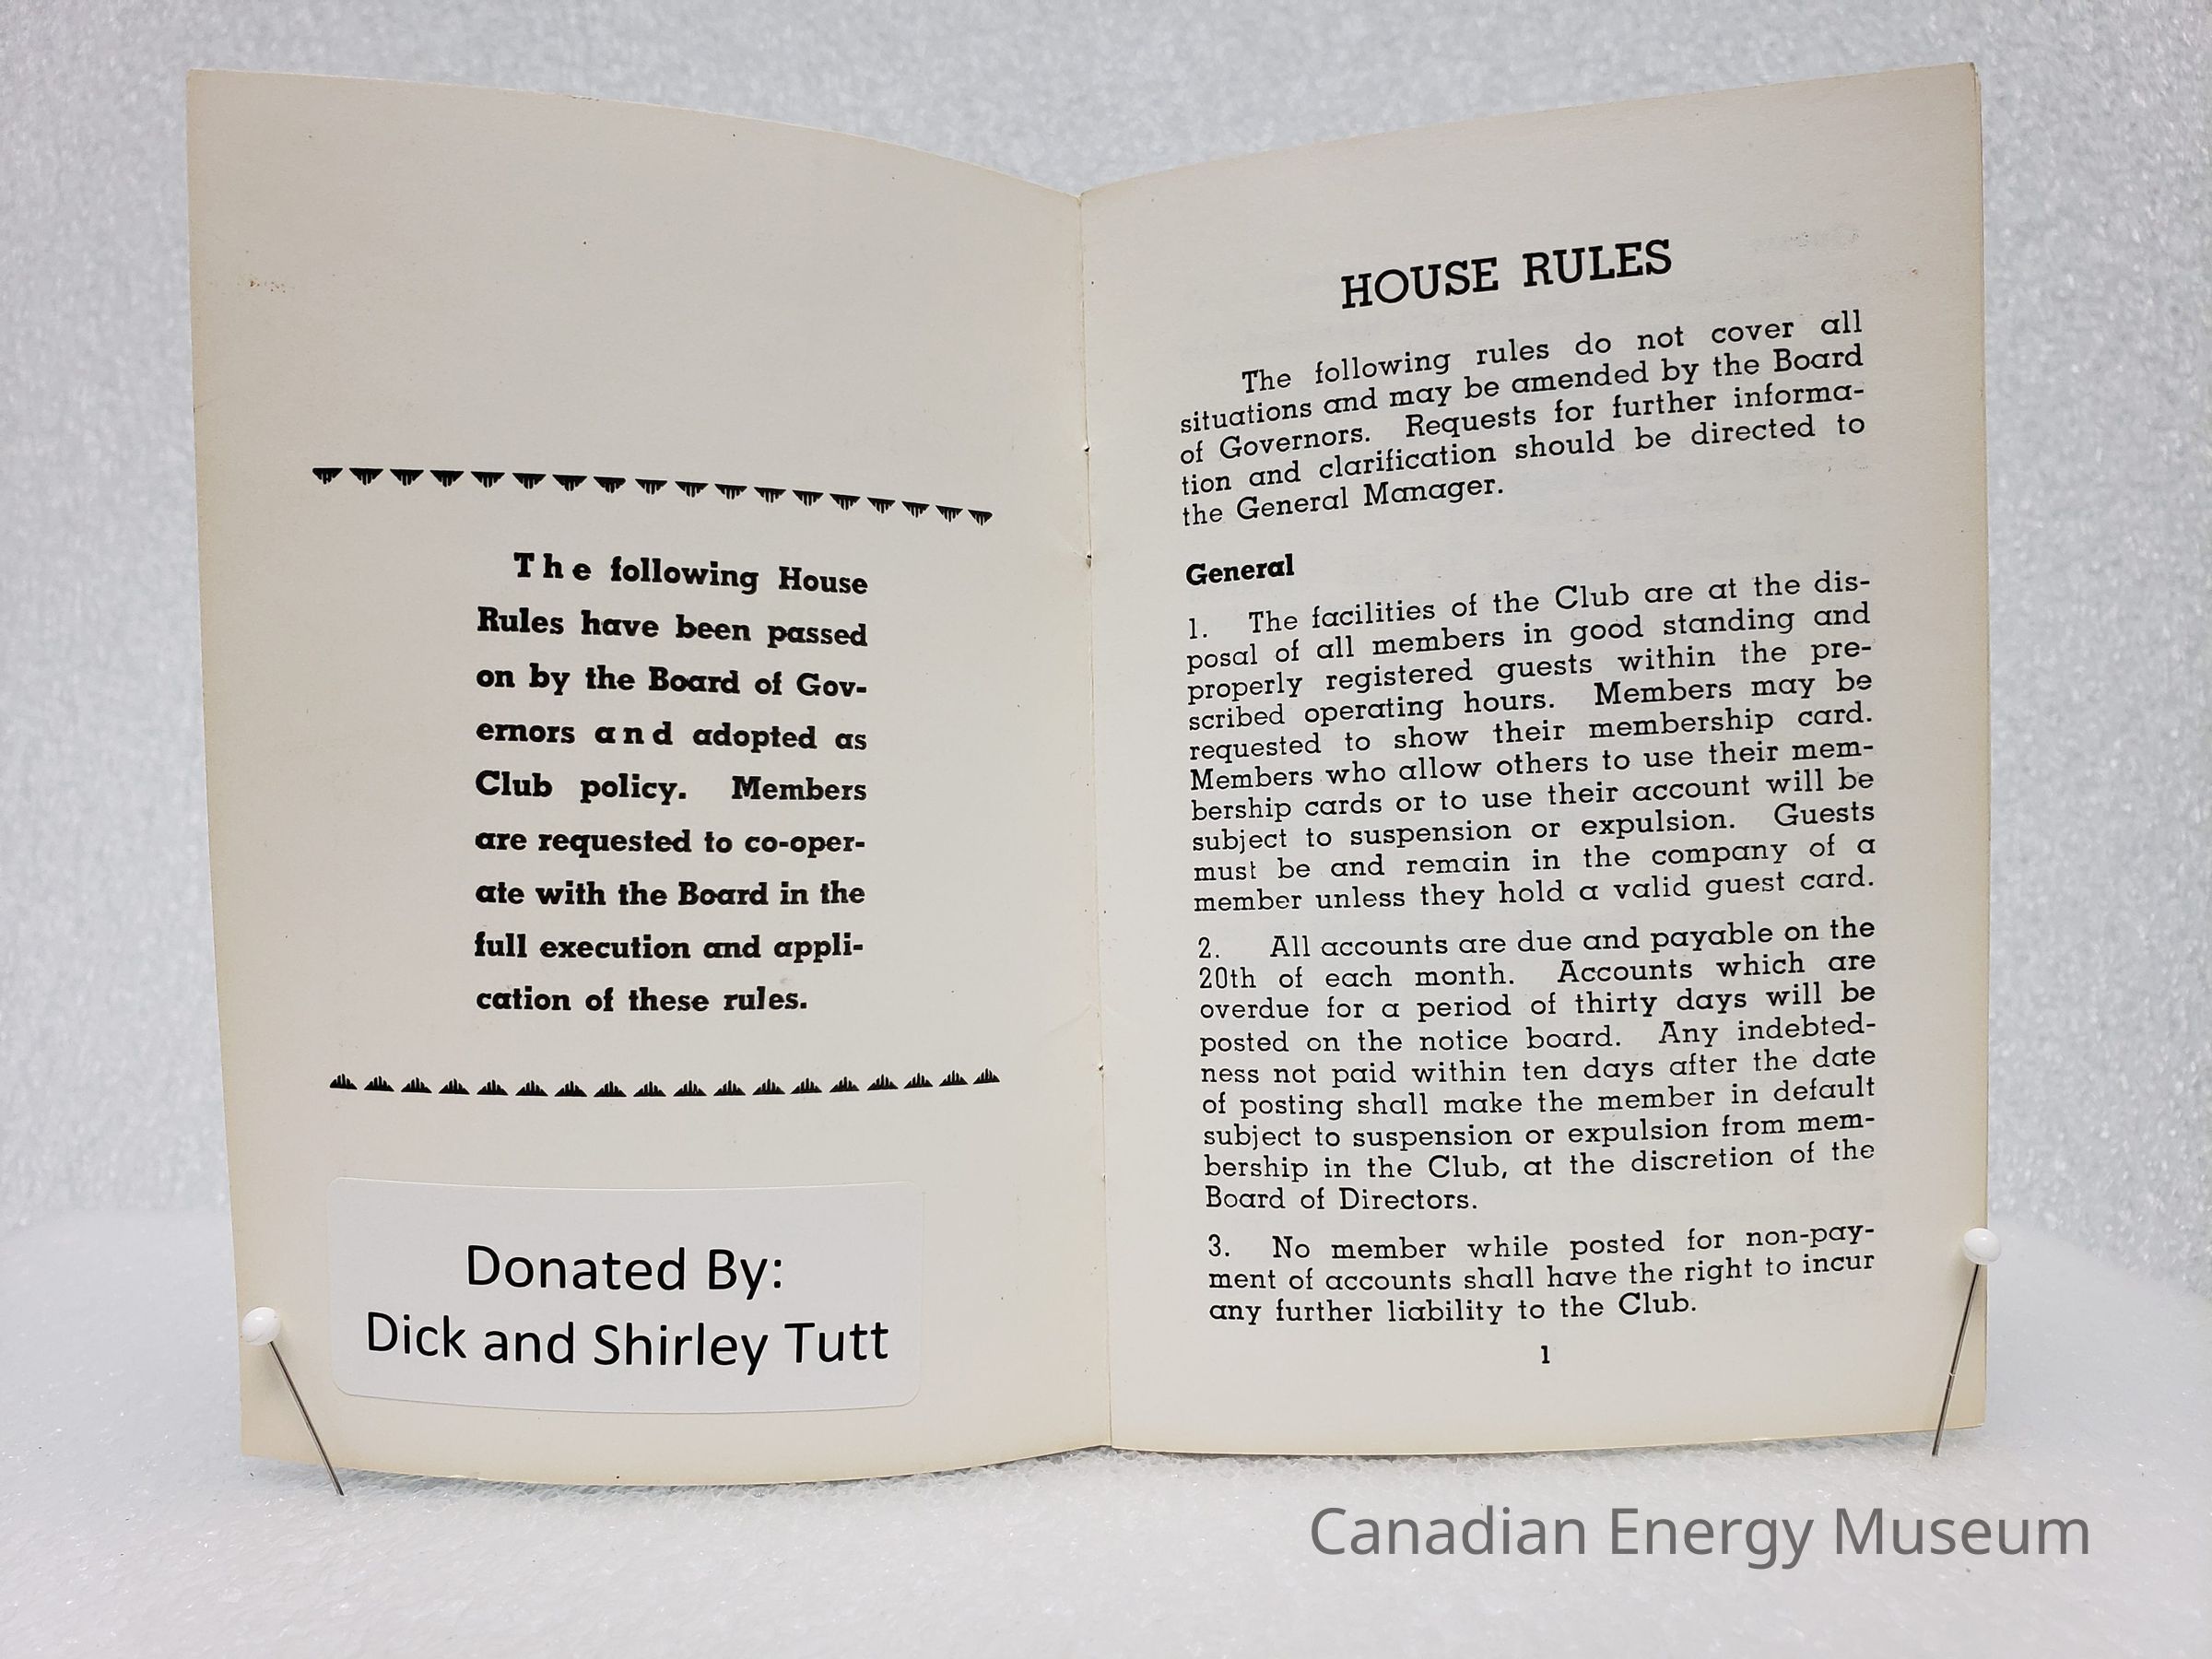 The following House
Rules have been passed
on by the Board of Gov-
ernors and adopted as
Club policy. Members
are requested to co-oper-
ate with the Board in the
full execution and appli-
cation of these rules.
Donated By:
Dick and Shirley Tutt
HOUSE RULES
The following rules do not cover all
situations and may be amended by the Board
of Governors. Requests for further informa-
tion and clarification should be directed to
the General Manager.
General
1. The facilities of the Club are at the dis-
posal of all members in good standing and
properly registered guests within the pre-
scribed operating hours. Members may be
requested to show their membership card.
Members who allow others to use their mem-
bership cards or to use their account will be
subject to suspension or expulsion. Guests
must be and remain in the company of a
member unless they hold a valid guest card.
2. All accounts are due and payable on the
20th of each month. Accounts which are
overdue for a period of thirty days will be
posted on the notice board. Any indebted-
ness not paid within ten days after the date
of posting shall make the member in default
subject to suspension or expulsion from mem-
bership in the Club, at the discretion of the
Board of Directors.
3. No member while posted for non-pay-
ment of accounts shall have the right to incur
any further liability to the Club.
1
Canadian Energy Museum